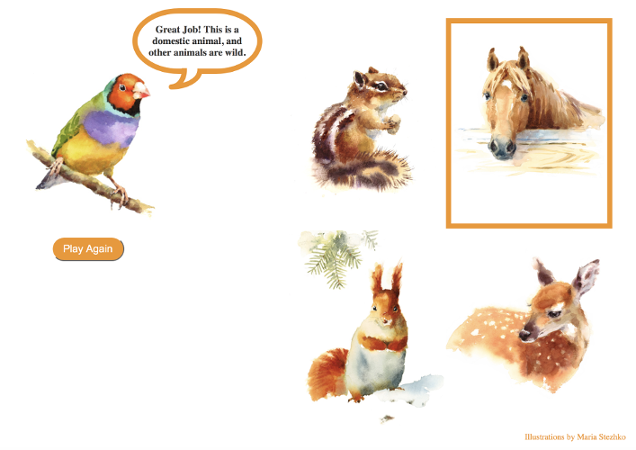 Great Job! This is a
domestic animal, and
other animals are wild.
Play Again
Illustrations by Maria Stezhko